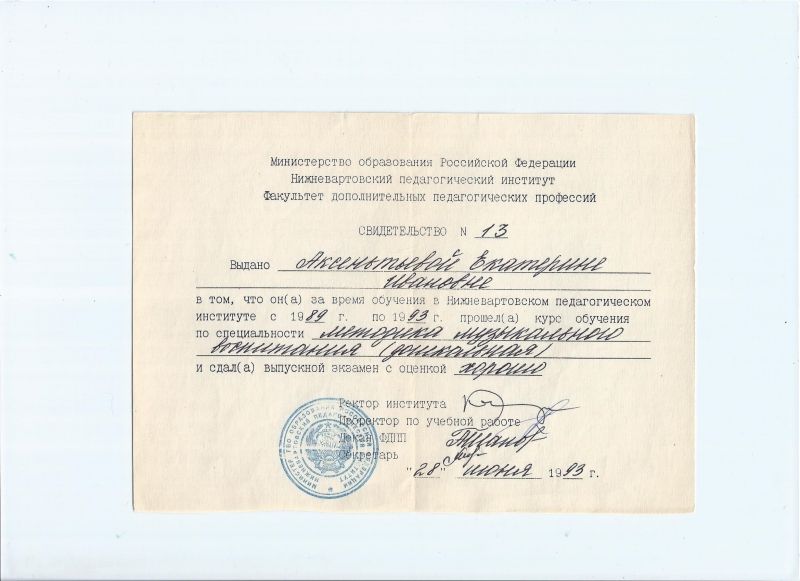 Министерство образования Российской Федерации
Нижневартовский педагогический институт
Факультет дополнительных педагогических профессий
СВИДЕТЕЛЬСТВО N 13
Выдано Аксентьевой Екатерине
Ивановне
в том, что он(а) за время обучения в Нижневартовском педагогическом
институте с 1989 г. по 1993 г. прошел(а) курс обучения
по специальности методика музыкального
воспитания (дошкольная)
и сдал(а) выпускной экзамен с оценкой хорошо
Ректор института
Проректор по учебной работе
Декан ФДПП
Секретарь
"28" июня 1993 г.